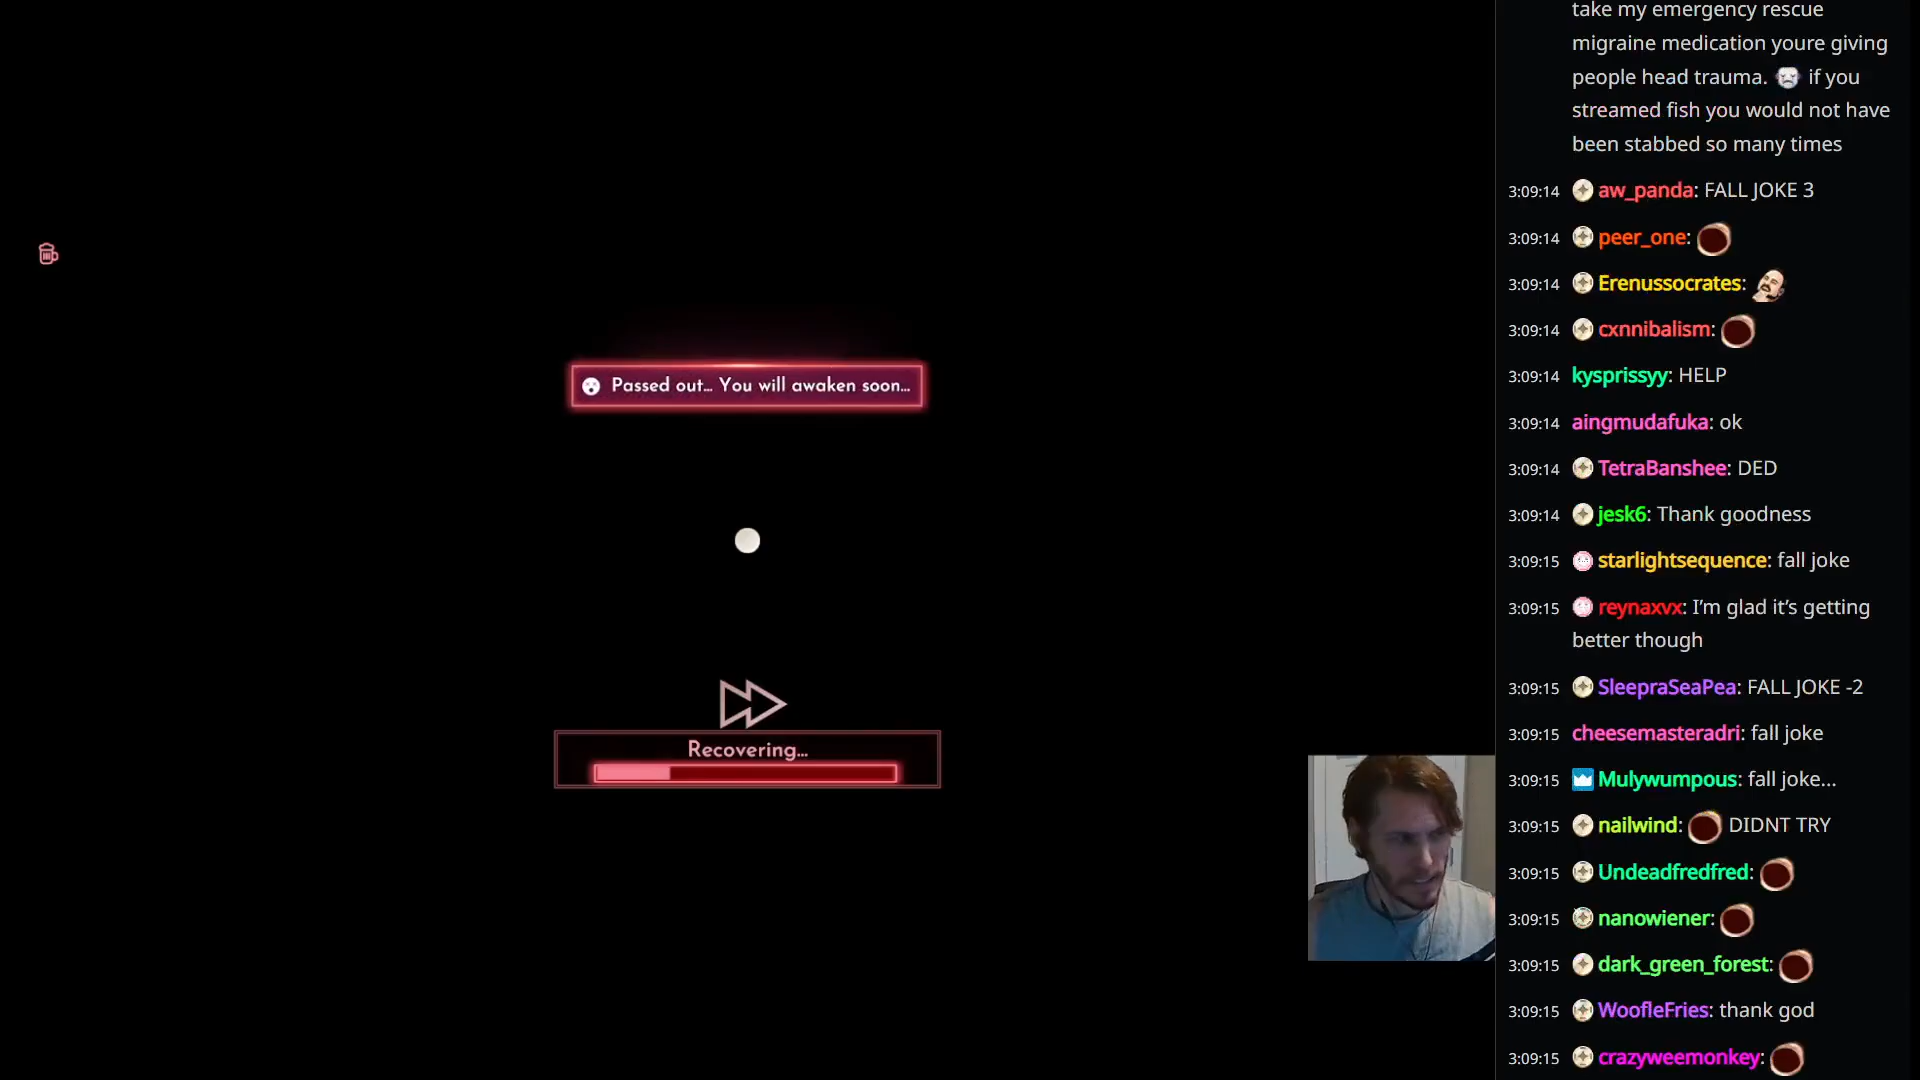 take my emergency rescue
migraine medication youre giving
people head trauma. if you
streamed fish you would not have
been stabbed so many times
3:09:14 aw_panda: FALL JOKE 3
3:09:14 peer_one:
3:09:14 Erenussocrates:
3:09:14 cxnnibalism:
3:09:14 kysprissyy: HELP
3:09:14 aingmudafuka: ok
3:09:14 TetraBanshee: DED
3:09:14 jesk6: Thank goodness
3:09:15 starlightsequence: fall joke
3:09:15 reynaxvx: I'm glad it's getting
better though
3:09:15 SleepraSeaPea: FALL JOKE -2
3:09:15 cheesemasteradri: fall joke
3:09:15 Mulywumpous: fall joke...
3:09:15 nailwind: DIDNT TRY
3:09:15 Undeadfredfred:
3:09:15 nanowiener:
3:09:15 dark_green_forest:
3:09:15 WoofleFries: thank god
3:09:15 crazyweemonkey:
Passed out... You will awaken soon...
Recovering...